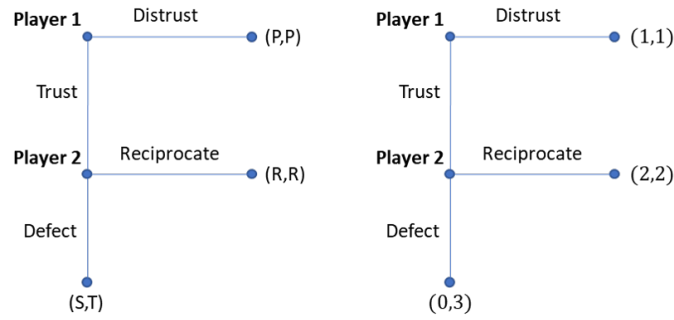 Player 1
Distrust
(P,P)
Trust
Player 2
Reciprocate
(R,R)
Defect
(S,T)
Player 1
Distrust
(1,1)
Trust
Player 2
Reciprocate
(2,2)
Defect
(0,3)